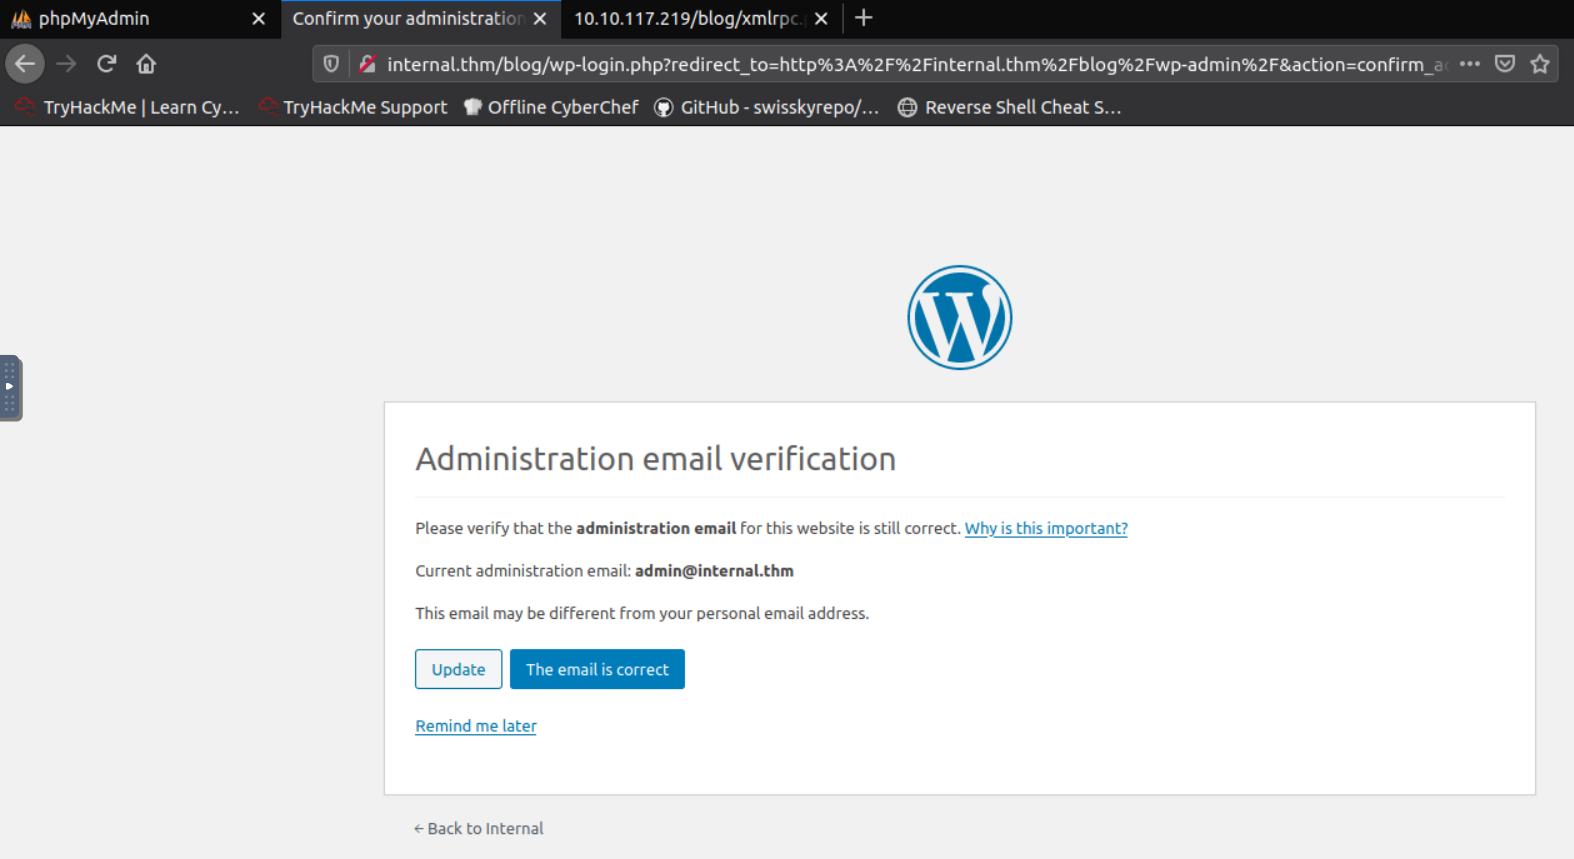 phpMyAdmin
Confirm your administration
10.10.117.219/blog/xmlrpc.
internal.thm/blog/wp-login.php?redirect_to=http%3A%2F%2Finternal.thm%2Fblog%2Fwp-admin%2F&action=confirm_a
TryHackMe | Learn Cy... TryHackMe Support Offline CyberChef GitHub - swisskyrepo/... Reverse Shell Cheat S...
Administration email verification
Please verify that the administration email for this website is still correct. Why is this important?
Current administration email: admin@internal.thm
This email may be different from your personal email address.
Update The email is correct
Remind me later
← Back to Internal